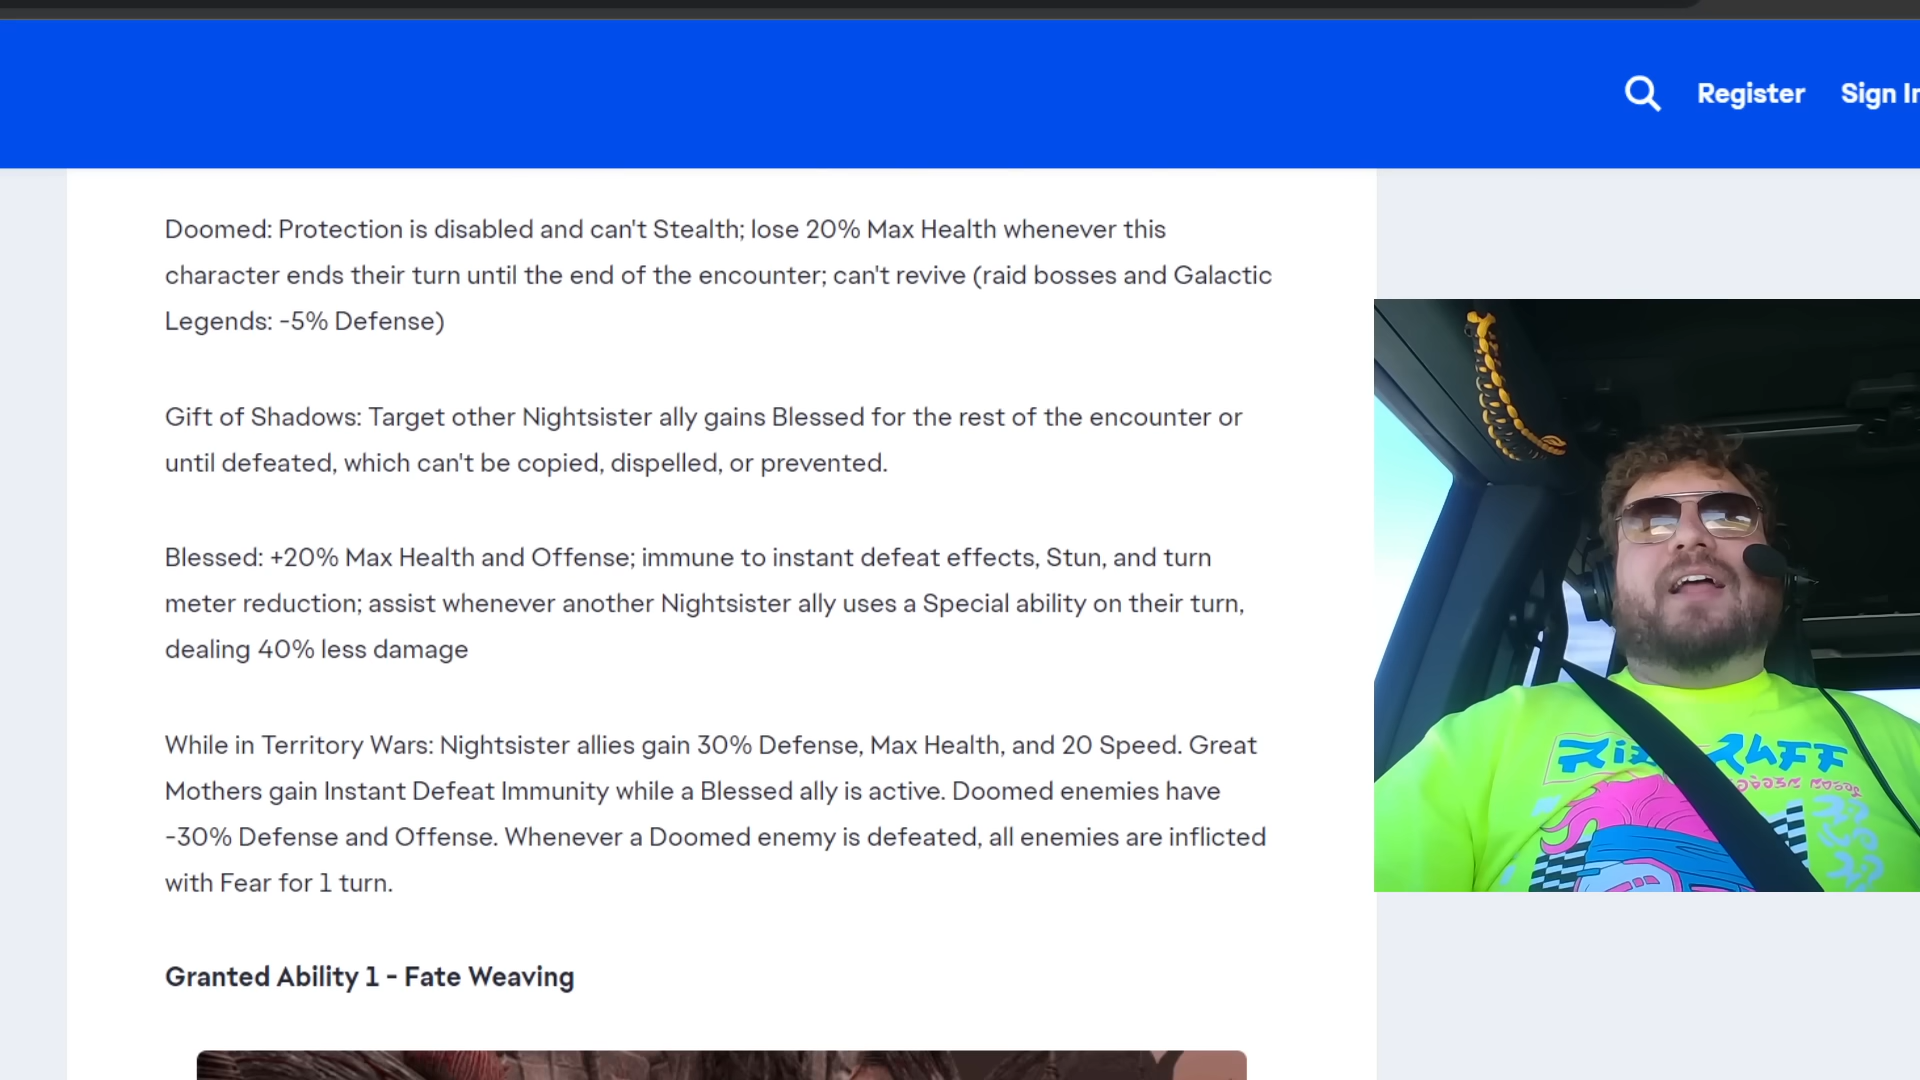 Register Sign In
Doomed: Protection is disabled and can't Stealth; lose 20% Max Health whenever this
character ends their turn until the end of the encounter; can't revive (raid bosses and Galactic
Legends: -5% Defense)
Gift of Shadows: Target other Nightsister ally gains Blessed for the rest of the encounter or
until defeated, which can't be copied, dispelled, or prevented.
Blessed: +20% Max Health and Offense; immune to instant defeat effects, Stun, and turn
meter reduction; assist whenever another Nightsister ally uses a Special ability on their turn,
dealing 40% less damage
While in Territory Wars: Nightsister allies gain 30% Defense, Max Health, and 20 Speed. Great
Mothers gain Instant Defeat Immunity while a Blessed ally is active. Doomed enemies have
-30% Defense and Offense. Whenever a Doomed enemy is defeated, all enemies are inflicted
with Fear for 1 turn.
Granted Ability 1 - Fate Weaving